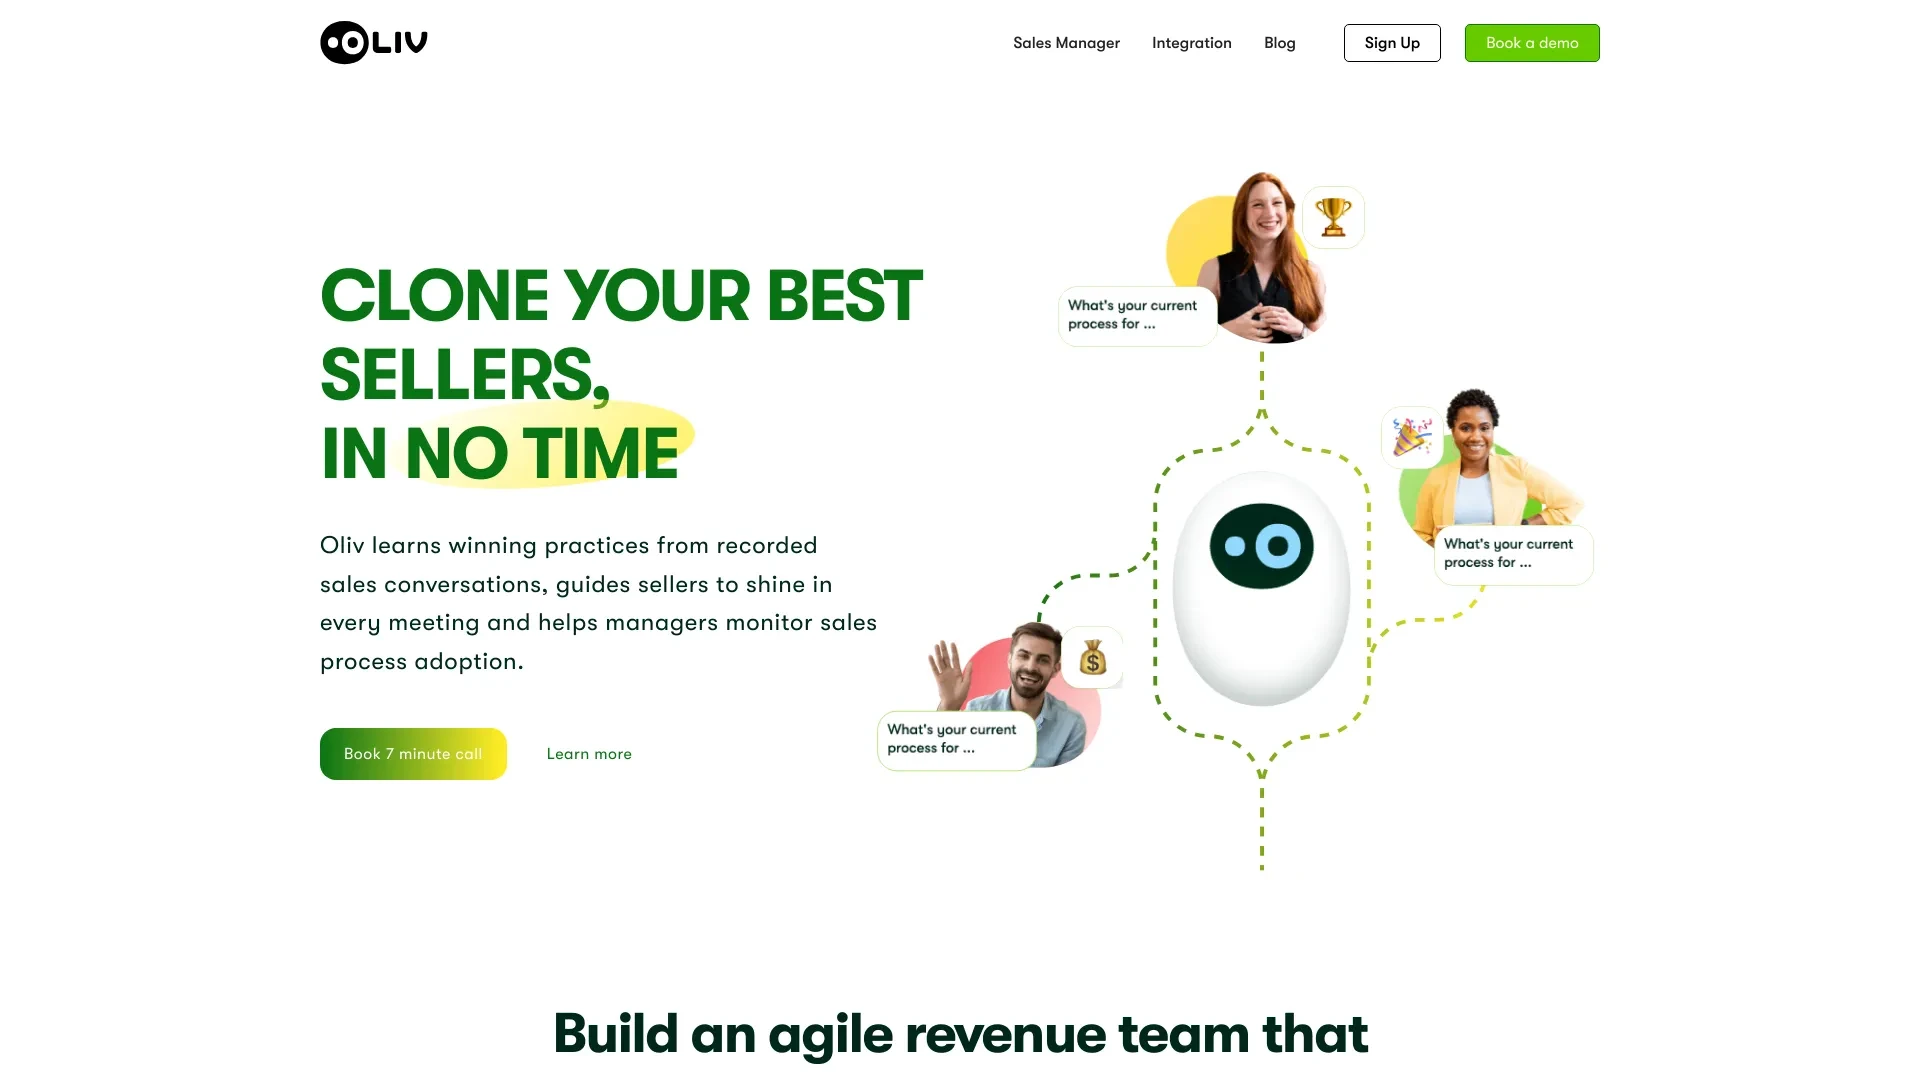 OLIV
Sales Manager
Integration
Blog
Sign Up
Book a demo
CLONE YOUR BEST
SELLERS,
IN NO TIME
Oliv learns winning practices from recorded
sales conversations, guides sellers to shine in
every meeting and helps managers monitor sales
process adoption.
Book 7 minute call
Learn more
What's your current
process for ...
What's your current
process for ...
What's your current
process for ...
Build an agile revenue team that